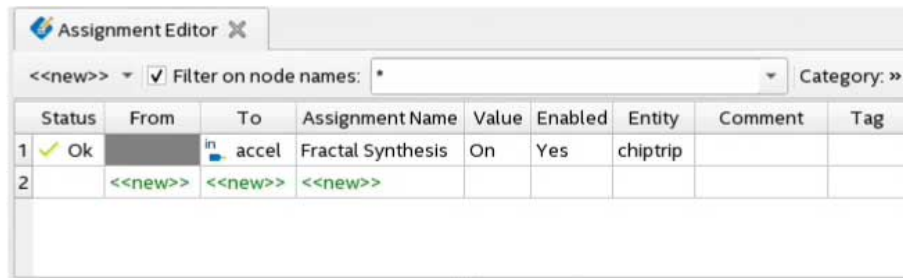 Assignment Editor
<<new>> Filter on node names: * Category: »
Status From To Assignment Name Value Enabled Entity Comment Tag
1 Ok in accel Fractal Synthesis On Yes chiptrip
2 <<new>> <<new>> <<new>>